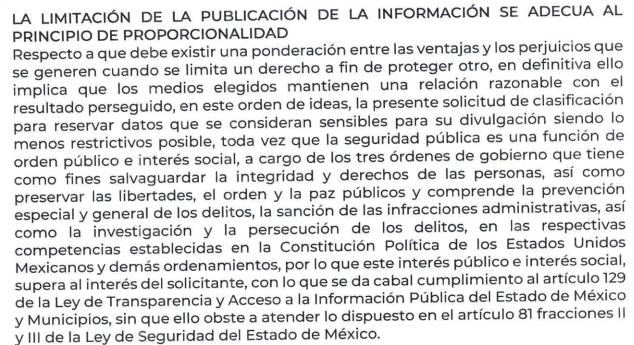 LA LIMITACIÓN DE LA PUBLICACIÓN DE LA INFORMACIÓN SE ADECUA AL
PRINCIPIO DE PROPORCIONALIDAD
Respecto a que debe existir una ponderación entre las ventajas y los perjuicios que
se generen cuando se limita un derecho a fin de proteger otro, en definitiva ello
implica que los medios elegidos mantienen una relación razonable con el
resultado perseguido, en este orden de ideas, la presente solicitud de clasificación
para reservar datos que se consideran sensibles para su divulgación siendo lo
menos restrictivos posible, toda vez que la seguridad pública es una función de
orden público e interés social, a cargo de los tres órdenes de gobierno que tiene
como fines salvaguardar la integridad y derechos de las personas, así como
preservar las libertades, el orden y la paz públicos y comprende la prevención
especial y general de los delitos, la sanción de las infracciones administrativas, así
como la investigación y la persecución de los delitos, en las respectivas
competencias establecidas en la Constitución Política de los Estados Unidos
Mexicanos y demás ordenamientos, por lo que este interés público e interés social,
supera al interés del solicitante, con lo que se da cabal cumplimiento al artículo 129
de la Ley de Transparencia y Acceso a la Información Pública del Estado de México
y Municipios, sin que ello obste a atender lo dispuesto en el artículo 81 fracciones II
y III de la Ley de Seguridad del Estado de México.